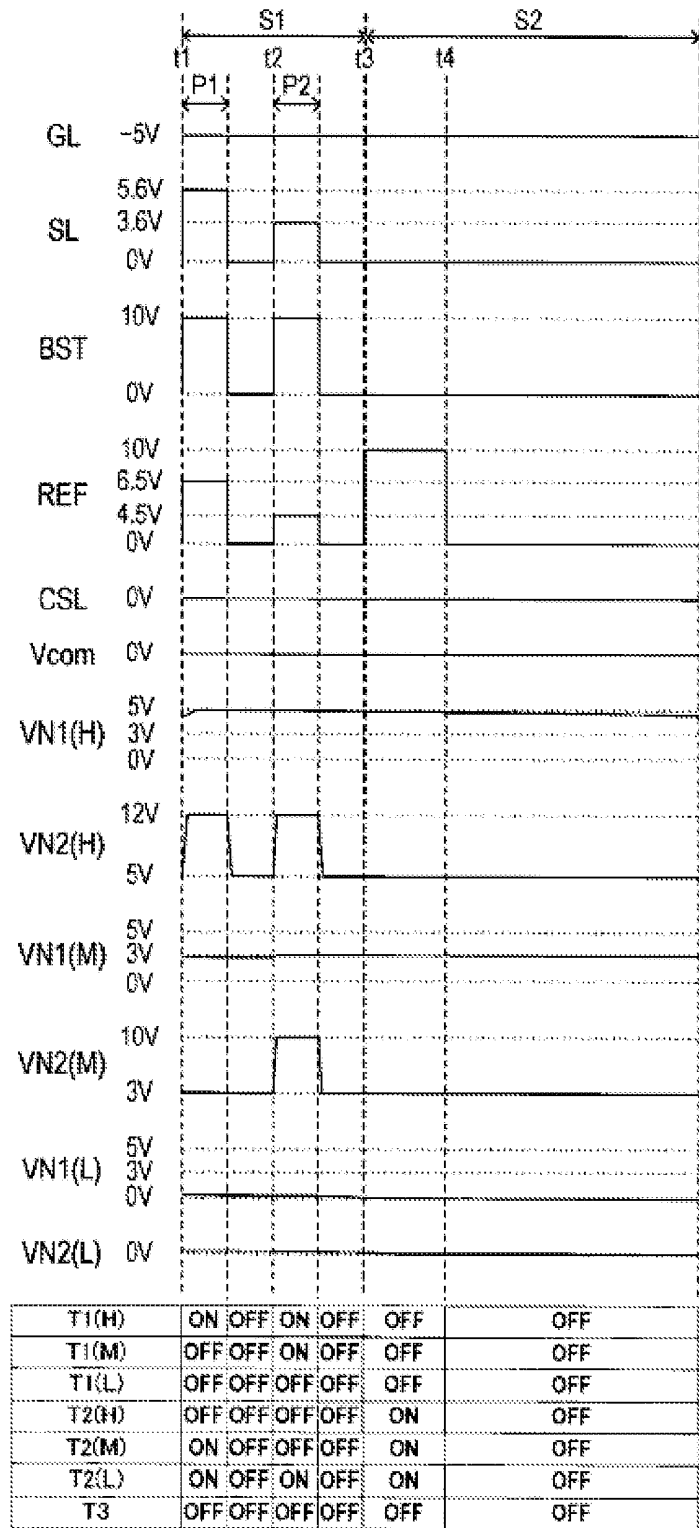 S1 S2
t1 t2 t3 t4
P1 P2
GL -5V
5.6V
SL 3.6V
0V
10V
BST
0V
10V
REF 6.5V
4.5V
0V
CSL 0V
Vcom 0V
5V
VN1(H) 3V
0V
12V
VN2(H)
5V
5V
VN1(M) 3V
0V
10V
VN2(M)
3V
5V
VN1(L) 3V
0V
VN2(L) 0V
T1(H) ON OFF ON OFF OFF OFF
T1(M) OFF OFF ON OFF OFF OFF
T1(L) OFF OFF OFF OFF OFF OFF
T2(H) OFF OFF OFF OFF ON OFF
T2(M) ON OFF OFF OFF ON OFF
T2(L) ON OFF ON OFF ON OFF
T3 OFF OFF OFF OFF OFF OFF